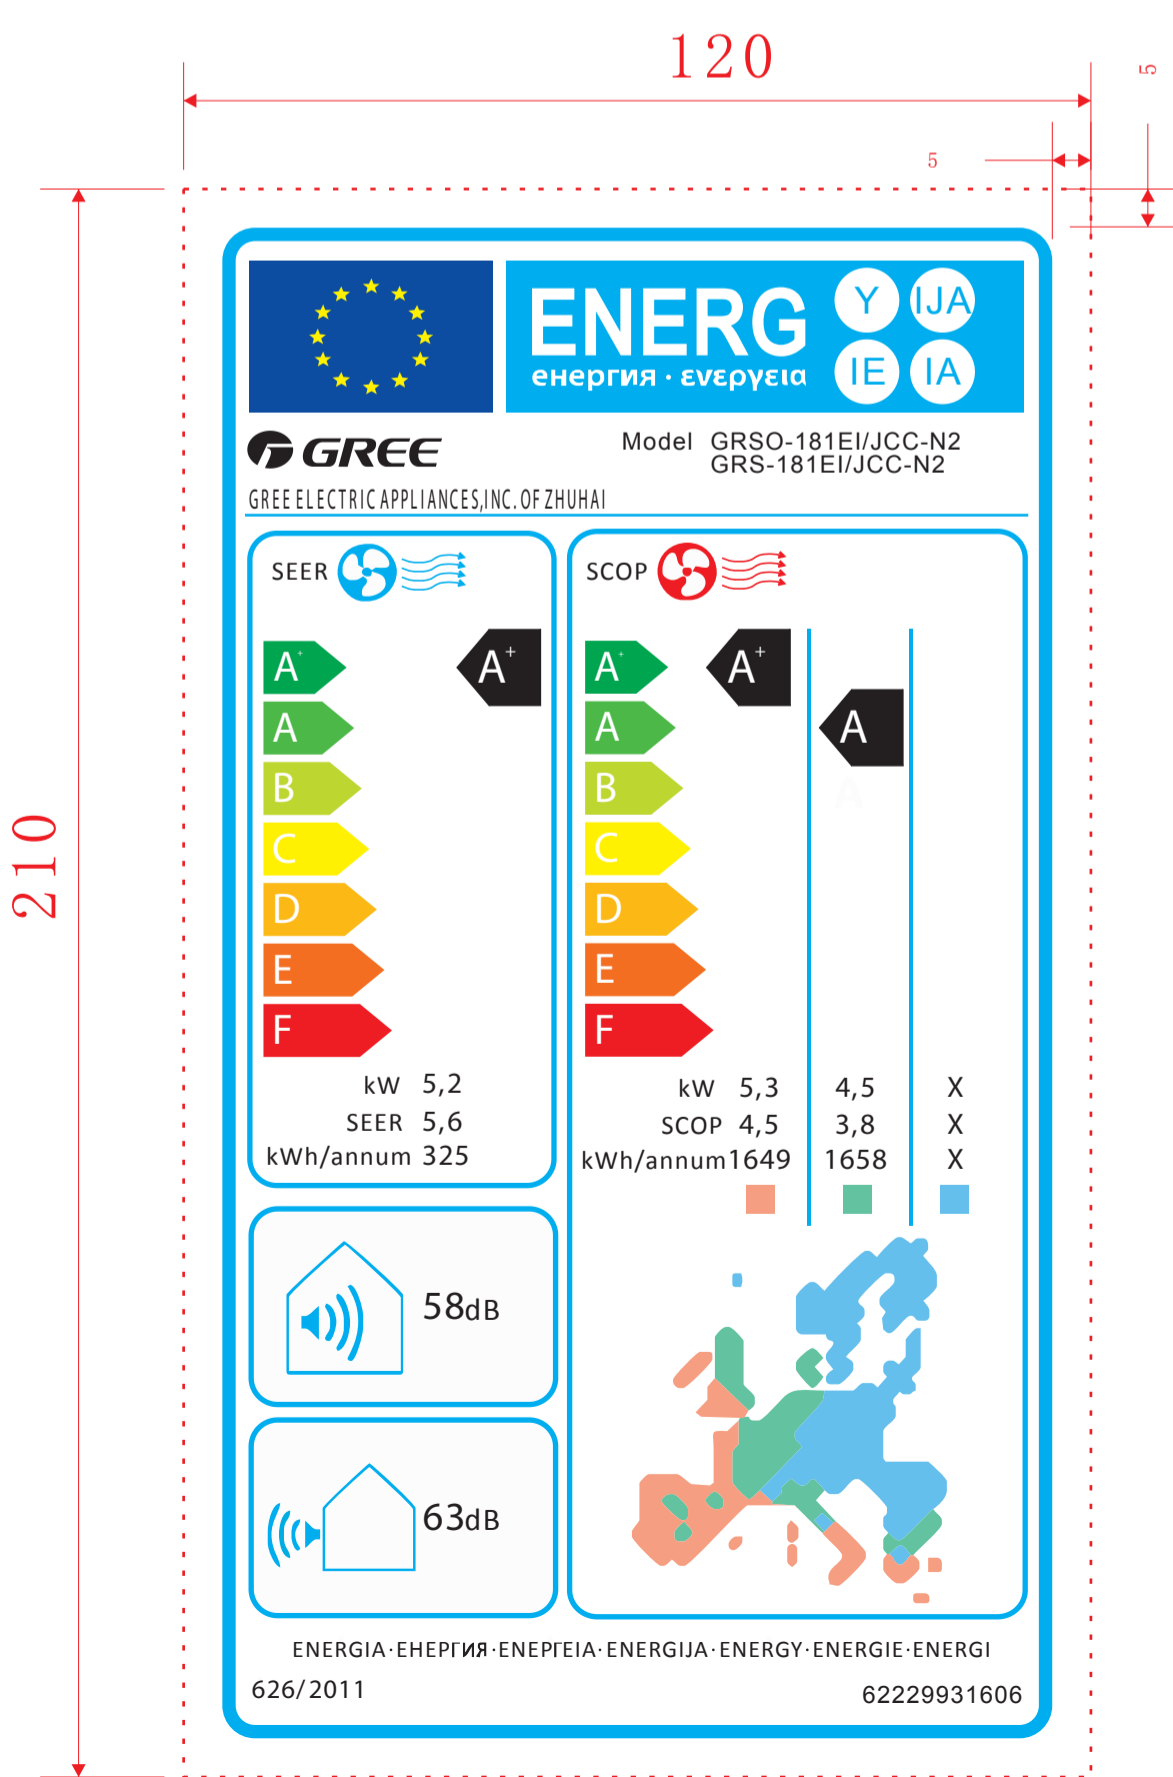 120
5
5
210
ENERG
енергия · ενεργεια
Y IJA
IE IA
GREE
Model GRSO-181EI/JCC-N2
GRS-181EI/JCC-N2
GREE ELECTRIC APPLIANCES,INC. OF ZHUHAI
SEER
A+ A+
A
B
C
D
E
F
kW 5,2
SEER 5,6
kWh/annum 325
SCOP
A+ A+
A A
B A
C
D
E
F
kW 5,3 4,5 X
SCOP 4,5 3,8 X
kWh/annum 1649 1658 X
58dB
63dB
ENERGIA·ЕНЕРГИЯ·ΕΝΕΡΓΕΙΑ·ENERGIJA·ENERGY·ENERGIE·ENERGI
626/2011
62229931606